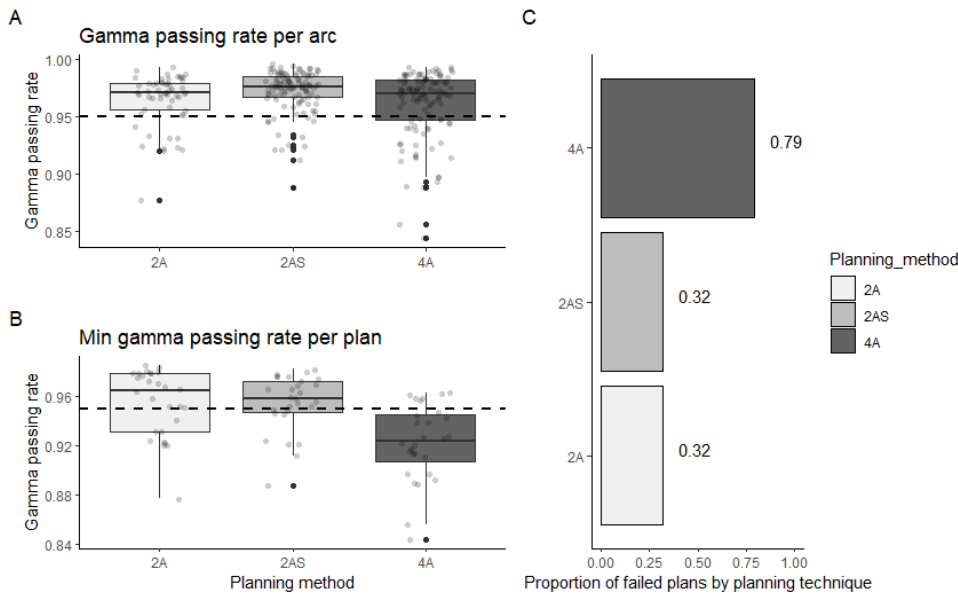 A
Gamma passing rate per arc
Gamma passing rate
1.00
0.95
0.90
0.85
2A
2AS
4A
B
Min gamma passing rate per plan
Gamma passing rate
0.96
0.92
0.88
0.84
2A
2AS
4A
Planning method
C
4A
2AS
2A
0.79
0.32
0.32
0.00
0.25
0.50
0.75
1.00
Proportion of failed plans by planning technique
Planning_method
2A
2AS
4A